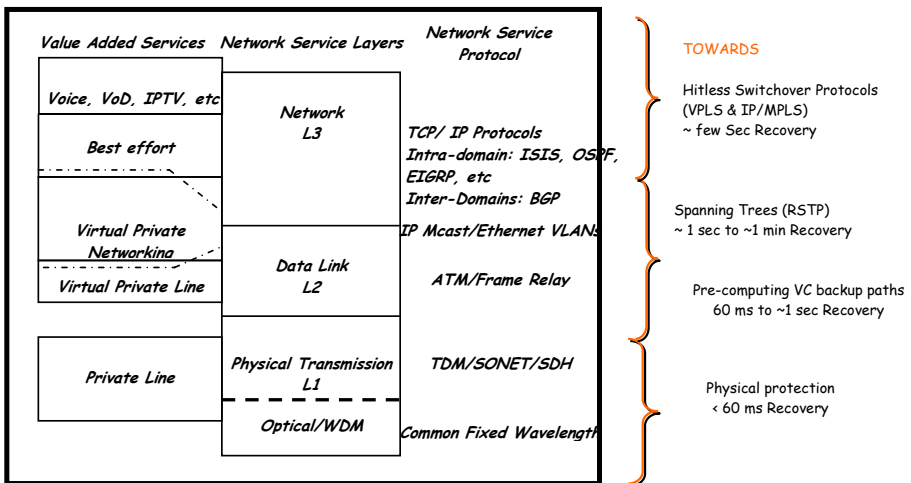 Value Added Services
Network Service Layers
Network Service
Protocol
Voice, VoD, IPTV, etc
Best effort
Virtual Private
Networking
Virtual Private Line
Private Line
Network
L3
Data Link
L2
Physical Transmission
L1
Optical/WDM
TCP/ IP Protocols
Intra-domain: ISIS, OSPF,
EIGRP, etc
Inter-Domains: BGP
IP Mcast/Ethernet VLANs
ATM/Frame Relay
TDM/SONET/SDH
Common Fixed Wavelength
TOWARDS
Hitless Switchover Protocols
(VPLS & IP/MPLS)
~ few Sec Recovery
Spanning Trees (RSTP)
~ 1 sec to ~1 min Recovery
Pre-computing VC backup paths
60 ms to ~1 sec Recovery
Physical protection
< 60 ms Recovery